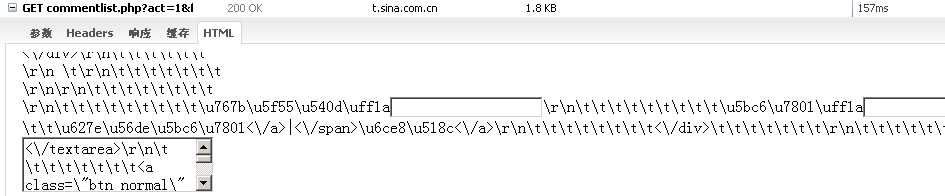 GET commentlist.php?act=1&l 200 OK t.sina.com.cn 1.8 KB 157ms
参数 Headers 响应 缓存 HTML
<\/div>\r\n\t\t\t\t\t\t
\r\n \t\r\n\t\t\t\t\t\t\t
\r\n\r\n\t\t\t\t\t\t\t\t
\r\n\t\t\t\t\t\t\t\t\t\u767b\u5f55\u540d\uff1a \r\n\t\t\t\t\t\t\t\t\t\t\u5bc6\u7801\uff1a
\t\t\u627e\u56de\u5bc6\u7801<\/a>|<\/span>\u6ce8\u518c<\/a>\r\n\t\t\t\t\t\t\t\t\t<\/div>\t\t\t\t\t\t\t\r\n\t\t\t\t\t
<\/textarea>\r\n\t
\t\t\t\t\t\t\t<a
class=\"btn_normal\"